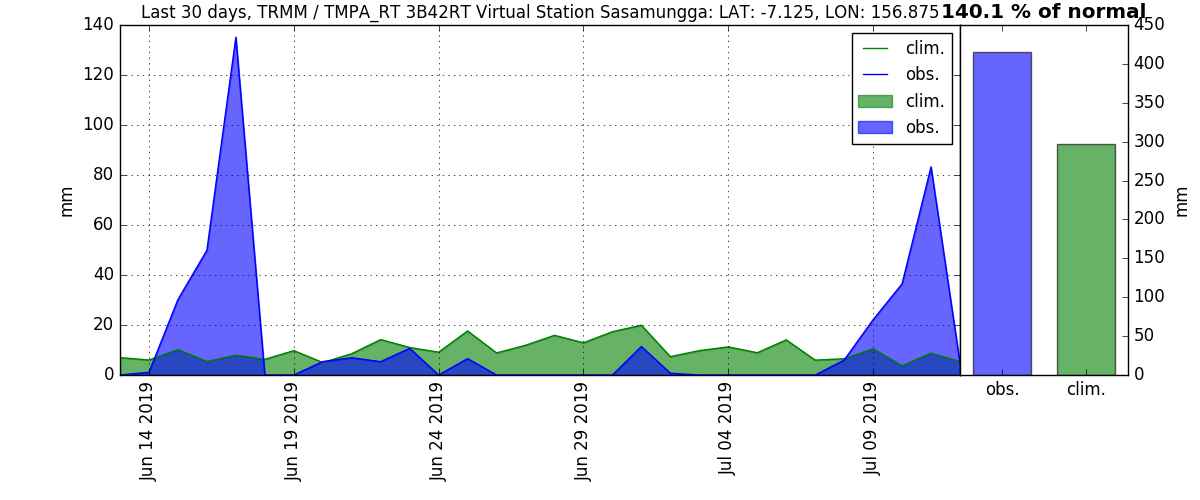 Last 30 days, TRMM / TMPA_RT 3B42RT Virtual Station Sasamungga: LAT: -7.125, LON: 156.875 140.1 % of normal
140
120
100
80
60
40
20
0
mm
clim.
obs.
clim.
obs.
450
400
350
300
250
200
150
100
50
0
mm
Jun 14 2019
Jun 19 2019
Jun 24 2019
Jun 29 2019
Jul 04 2019
Jul 09 2019
obs.
clim.